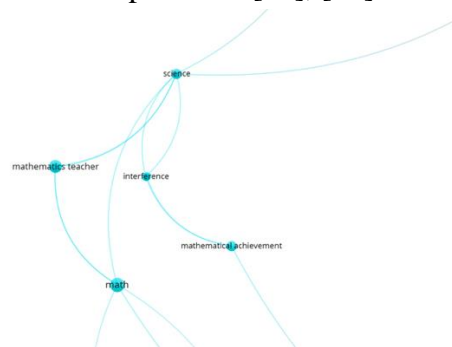 science
mathematics teacher
interference
mathematical achievement
math